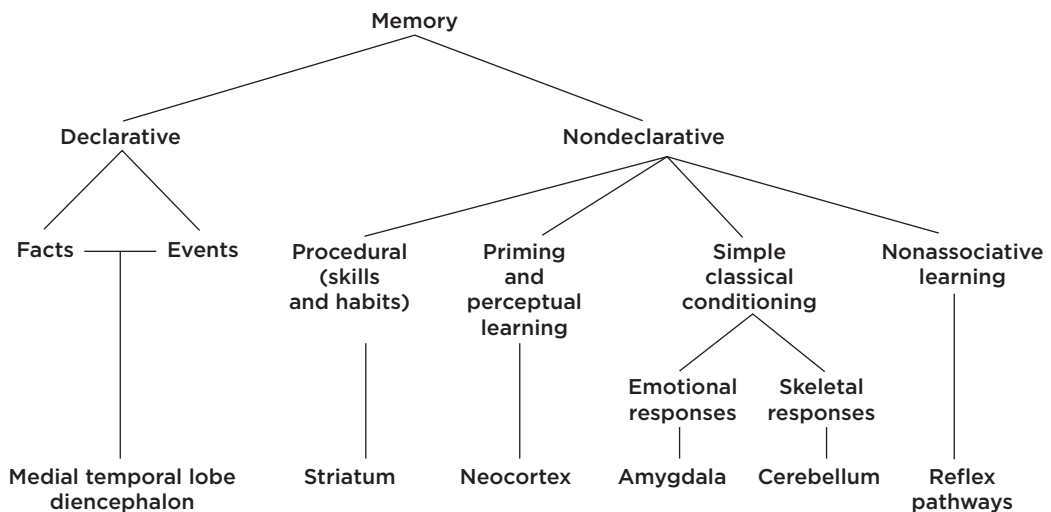 Memory
Declarative
Nondeclarative
Facts
Events
Procedural
(skills
and habits)
Priming
and
perceptual
learning
Simple
classical
conditioning
Nonassociative
learning
Emotional
responses
Skeletal
responses
Medial temporal lobe
diencephalon
Striatum
Neocortex
Amygdala
Cerebellum
Reflex
pathways